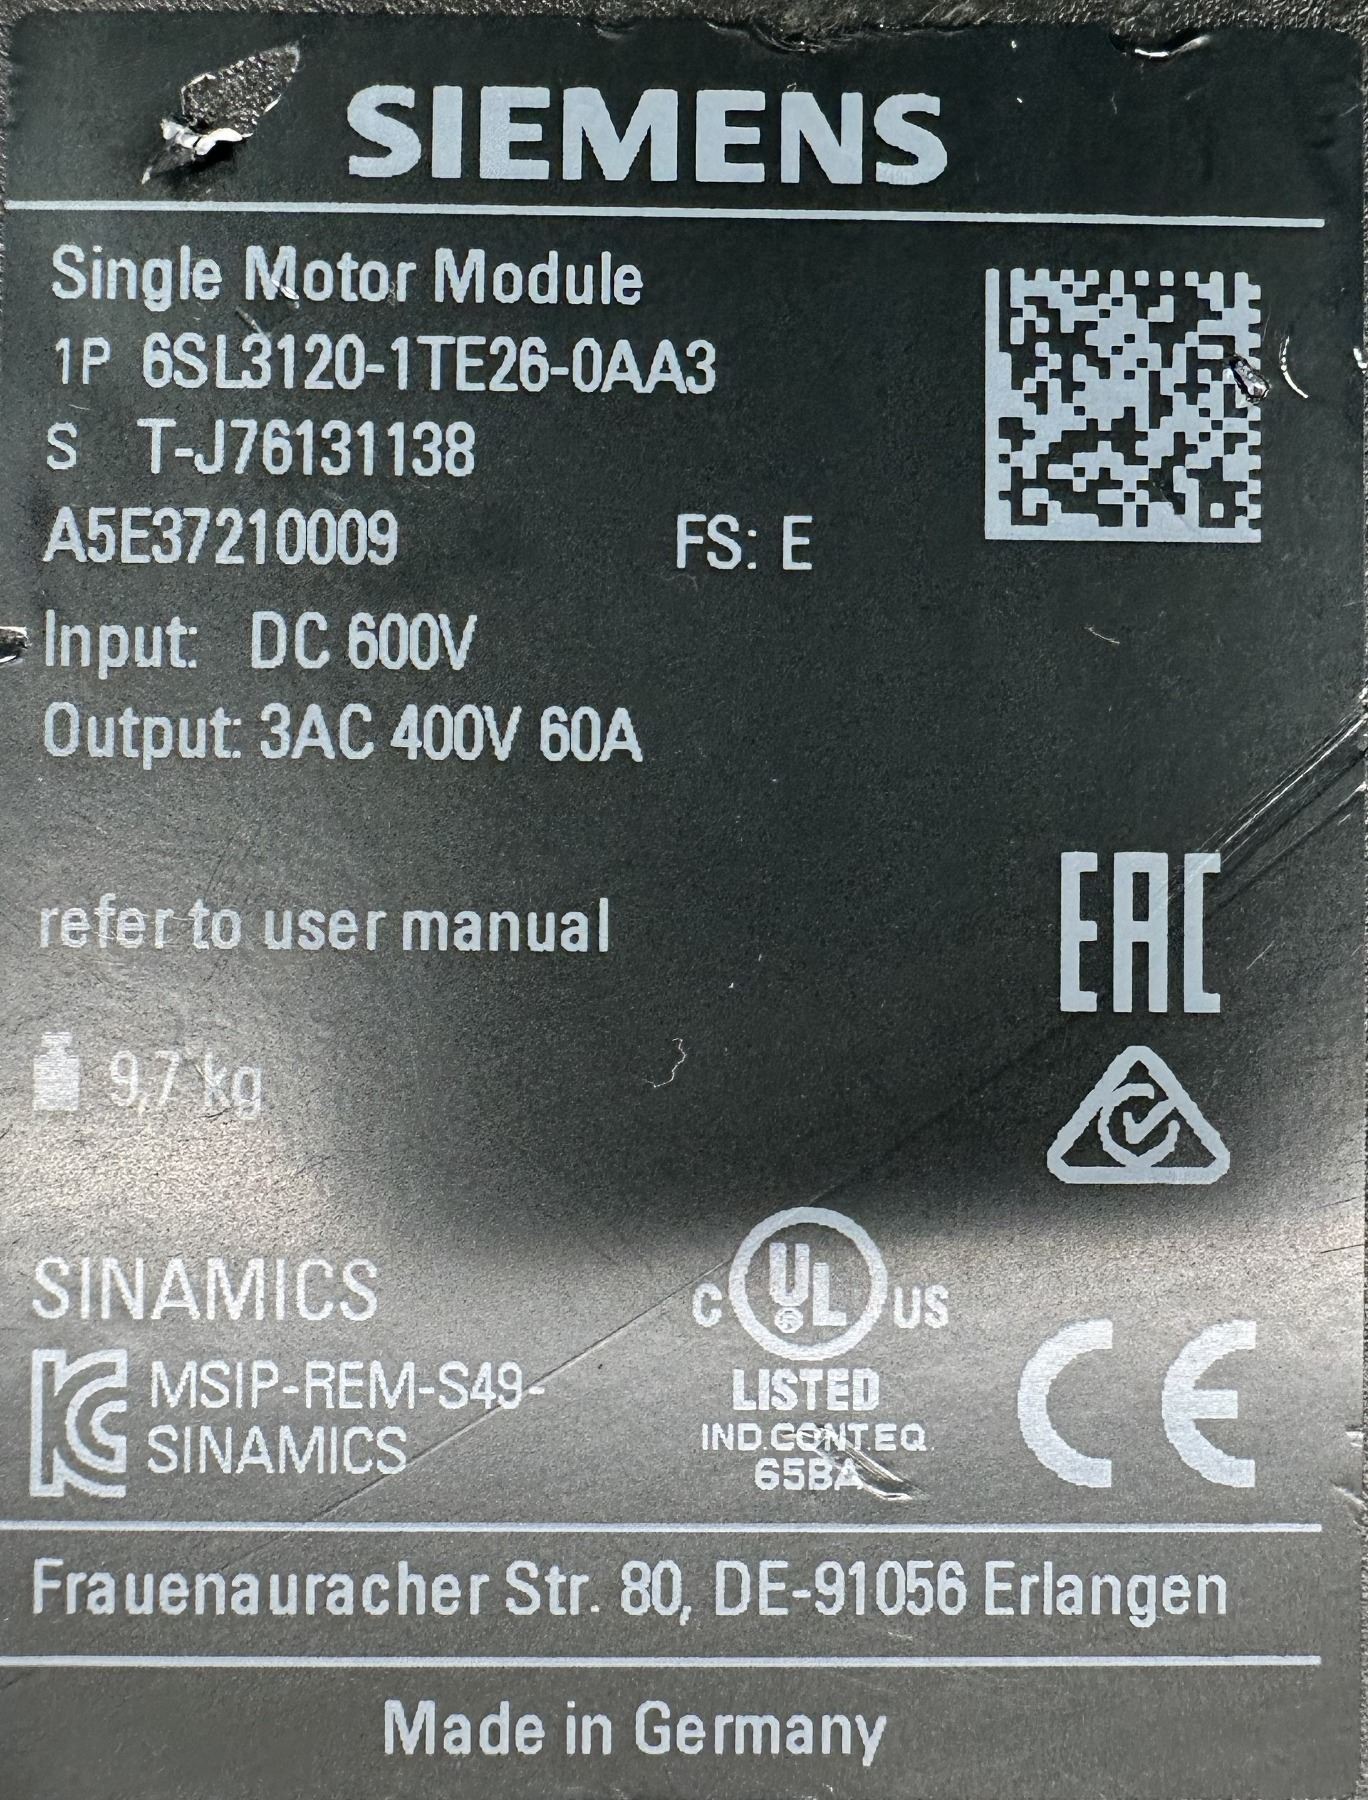 SIEMENS
Single Motor Module
1P 6SL3120-1TE26-0AA3
S T-J76131138
A5E37210009 FS: E
Input: DC 600V
Output: 3AC 400V 60A
refer to user manual
EAC
9,7 kg
SINAMICS
C UL US
LISTED
IND.CONT.EQ.
65BA
MSIP-REM-S49-
SINAMICS
CE
Frauenauracher Str. 80, DE-91056 Erlangen
Made in Germany